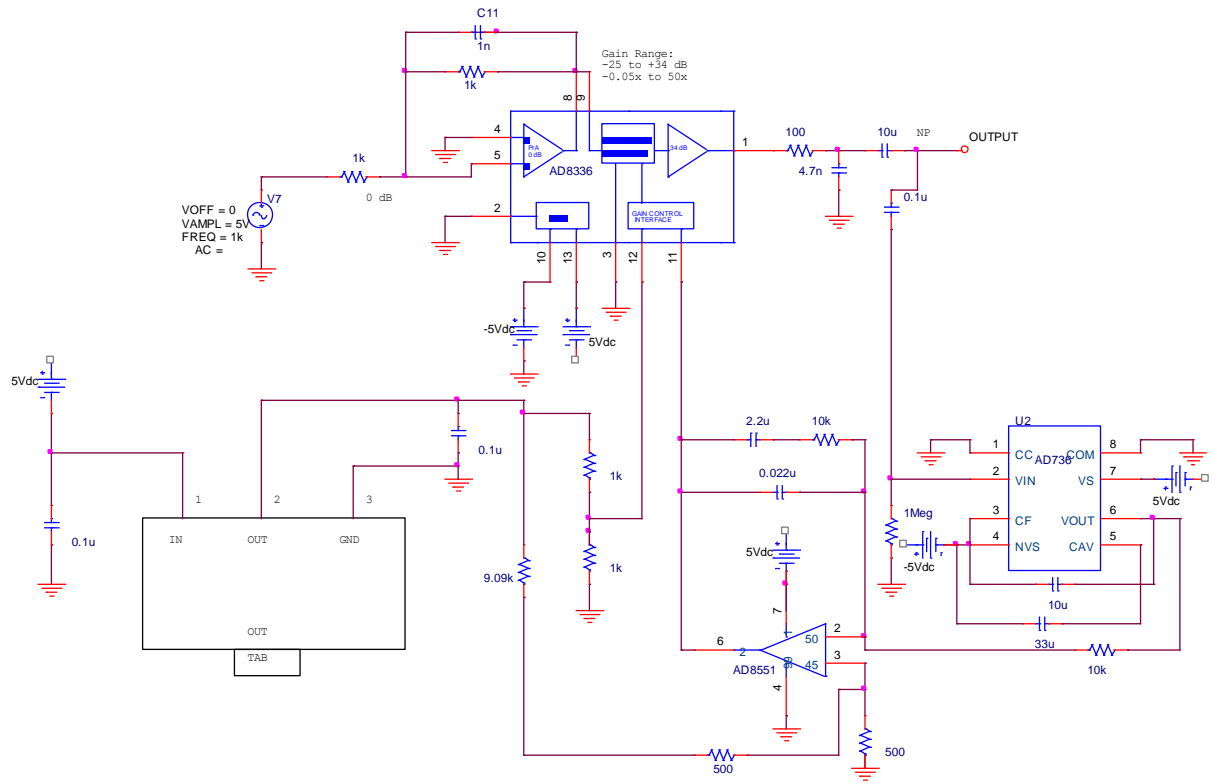 C11
1n
1k
Gain Range:
-25 to +34 dB
-0.05x to 50x
8
9
4
5
PrA
0 dB
34 dB
AD8336
1
100
10u
NP
OUTPUT
4.7n
0.1u
1k
0 dB
V7
VOFF = 0
VAMPL = 5V
FREQ = 1k
AC =
2
GAIN CONTROL
INTERFACE
10
13
3
12
11
-5Vdc
5Vdc
5Vdc
0.1u
1
2
3
IN
OUT
GND
0.1u
OUT
TAB
1k
1k
9.09k
2.2u
10k
0.022u
5Vdc
7
6
2
AD8551
1
99
50
45
2
3
4
500
500
U2
AD736
1
CC
COM
8
2
VIN
VS
7
5Vdc
3
CF
VOUT
6
4
NVS
CAV
5
1Meg
-5Vdc
10u
33u
10k